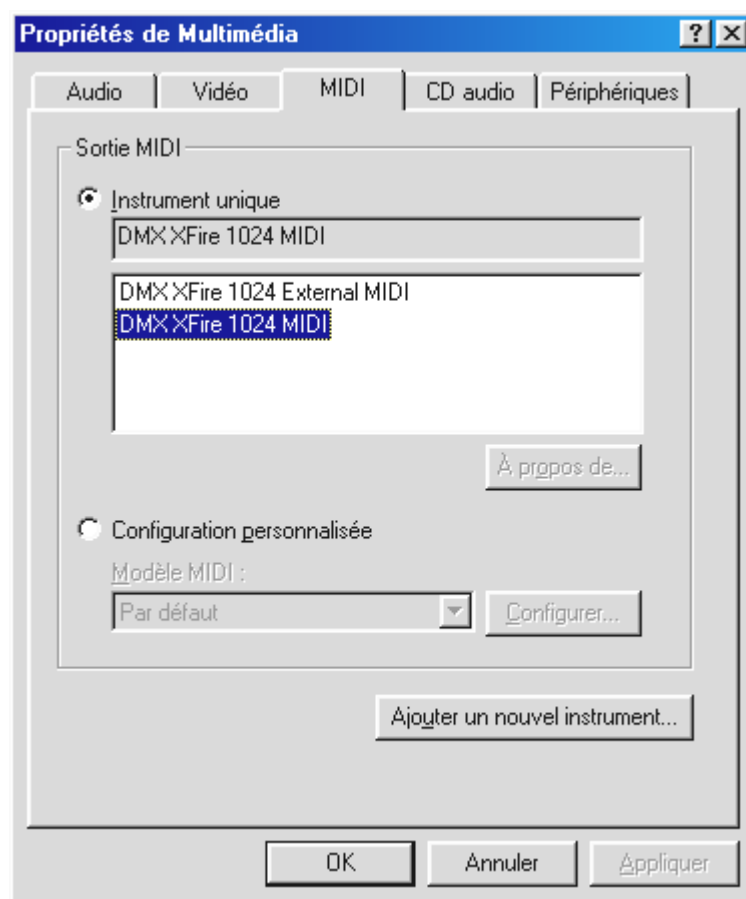 Propriétés de Multimédia
Audio Vidéo MIDI CD audio Périphériques
Sortie MIDI
Instrument unique
DMX XFire 1024 MIDI
DMX XFire 1024 External MIDI
DMX XFire 1024 MIDI
À propos de...
Configuration personnalisée
Modèle MIDI :
Par défaut Configurer...
Ajouter un nouvel instrument...
OK Annuler Appliquer